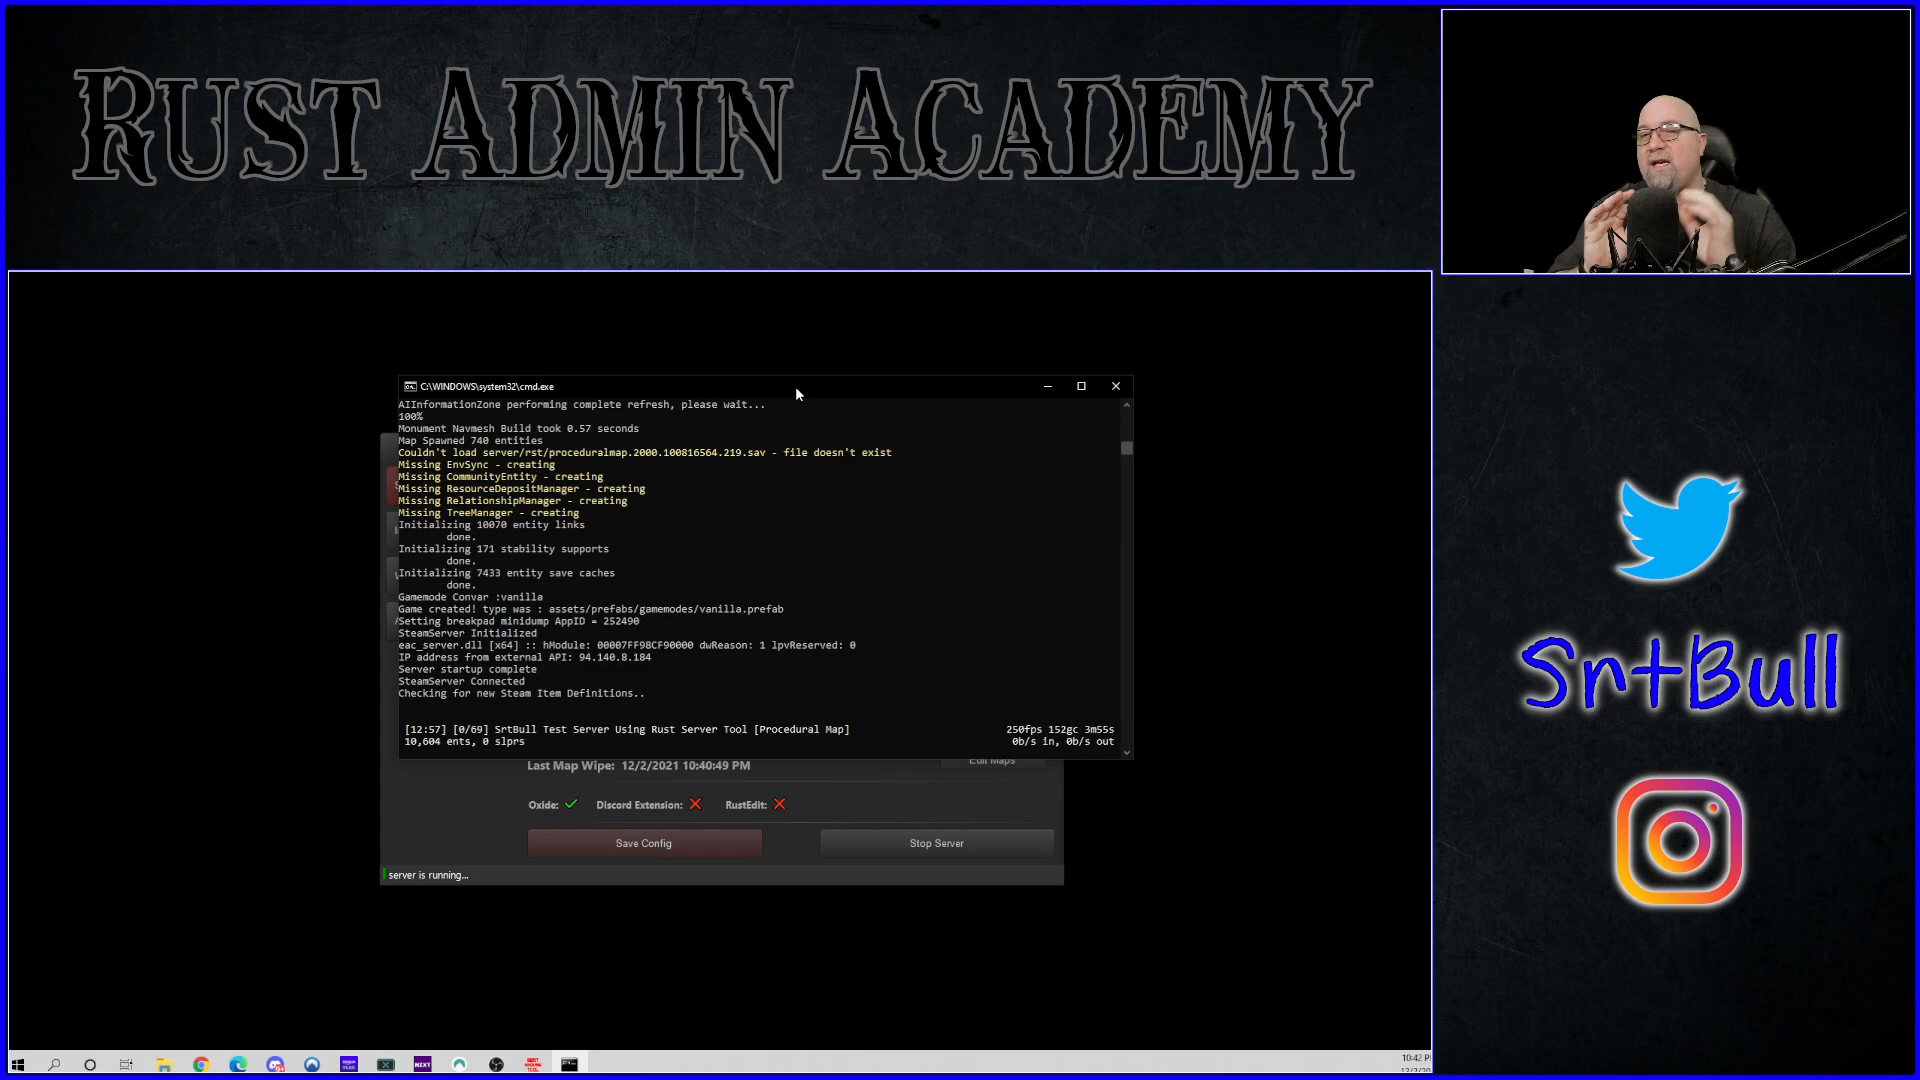 RUST ADMIN ACADEMY
C:\WINDOWS\system32\cmd.exe
AIInformationZone performing complete refresh, please wait...
100%
Monument Navmesh Build took 0.57 seconds
Map Spawned 740 entities
Couldn't load server/rst/proceduralmap.2000.100816564.219.sav - file doesn't exist
Missing EnvSync - creating
Missing CommunityEntity - creating
Missing ResourceDepositManager - creating
Missing RelationshipManager - creating
Missing TreeManager - creating
Initializing 10070 entity links
done.
Initializing 171 stability supports
done.
Initializing 7433 entity save caches
done.
Gamemode Convar :vanilla
Game created! type was : assets/prefabs/gamemodes/vanilla.prefab
Setting breakpad minidump AppID = 252490
SteamServer Initialized
eac_server.dll [x64] :: hModule: 00007FF98CF90000 dwReason: 1 lpvReserved: 0
IP address from external API: 94.140.8.184
Server startup complete
SteamServer Connected
Checking for new Steam Item Definitions..
[12:57] [0/69] SrtBull Test Server Using Rust Server Tool [Procedural Map] 250fps 152gc 3m55s
10,604 ents, 0 slprs 0b/s in, 0b/s out
Last Map Wipe: 12/2/2021 10:40:49 PM Edit Maps
Oxide: Discord Extension: RustEdit:
Save Config Stop Server
server is running...
SntBull
NZXT
10:42 P